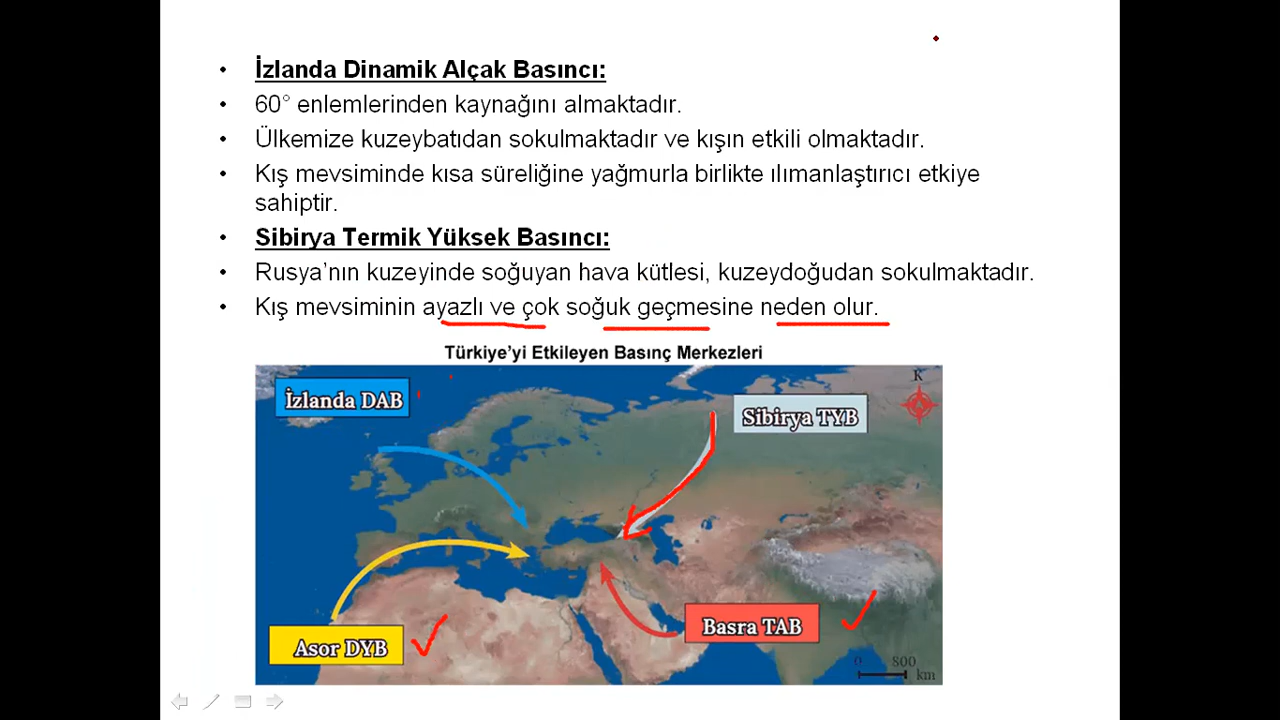 • İzlanda Dinamik Alçak Basıncı:
• 60° enlemlerinden kaynağını almaktadır.
• Ülkemize kuzeybatıdan sokulmaktadır ve kışın etkili olmaktadır.
• Kış mevsiminde kısa süreliğine yağmurla birlikte ılımanlaştırıcı etkiye
sahiptir.
• Sibirya Termik Yüksek Basıncı:
• Rusya’nın kuzeyinde soğuyan hava kütlesi, kuzeydoğudan sokulmaktadır.
• Kış mevsiminin ayazlı ve çok soğuk geçmesine neden olur.
Türkiye’yi Etkileyen Basınç Merkezleri
K
İzlanda DAB
Sibirya TYB
Basra TAB
Asor DYB
0 800
km